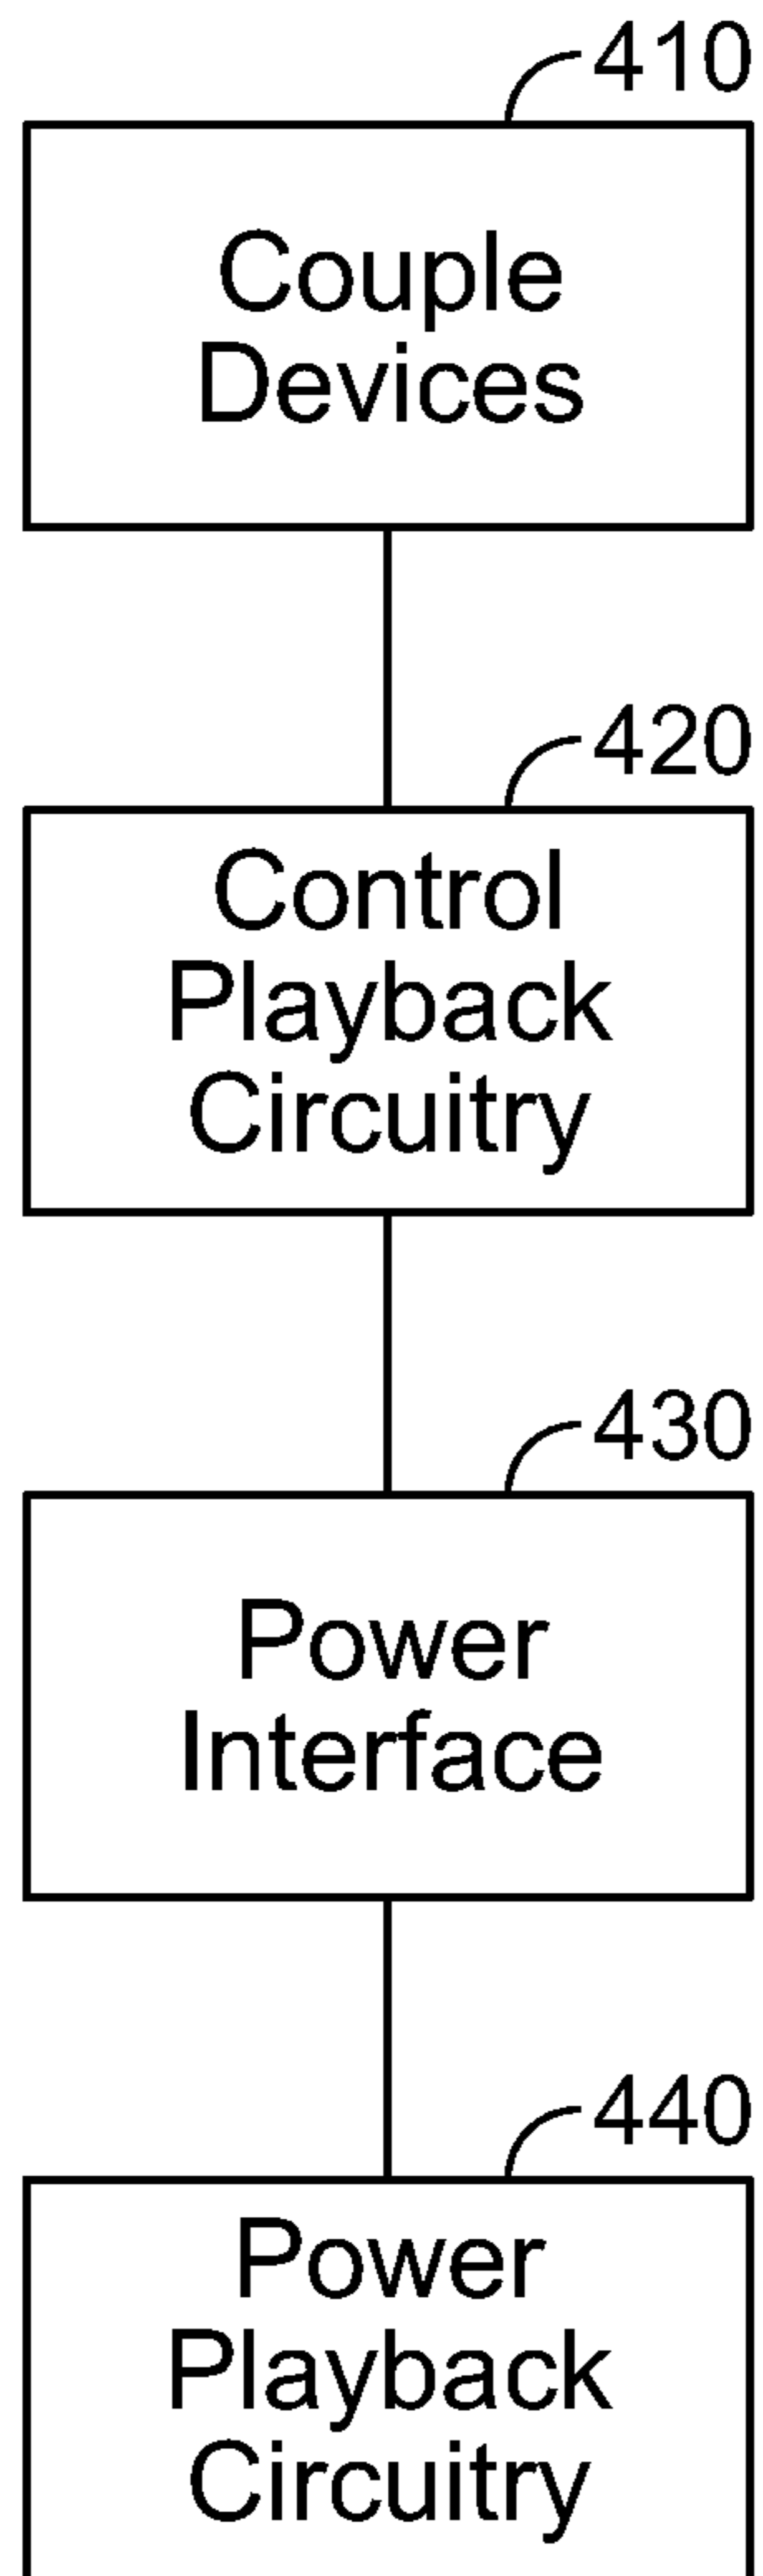 410
Couple
Devices
420
Control
Playback
Circuitry
430
Power
Interface
440
Power
Playback
Circuitry